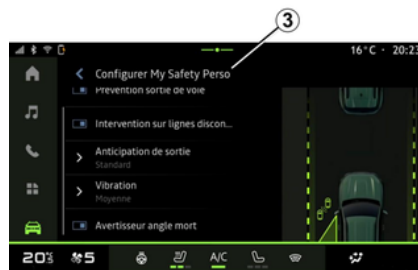 3
16°C · 20:23
Configurer My Safety Perso
Prévention sortie de voie
Intervention sur lignes discon...
Anticipation de sortie
Standard
Vibration
Moyenne
Avertisseur angle mort
20°5 5 A/C